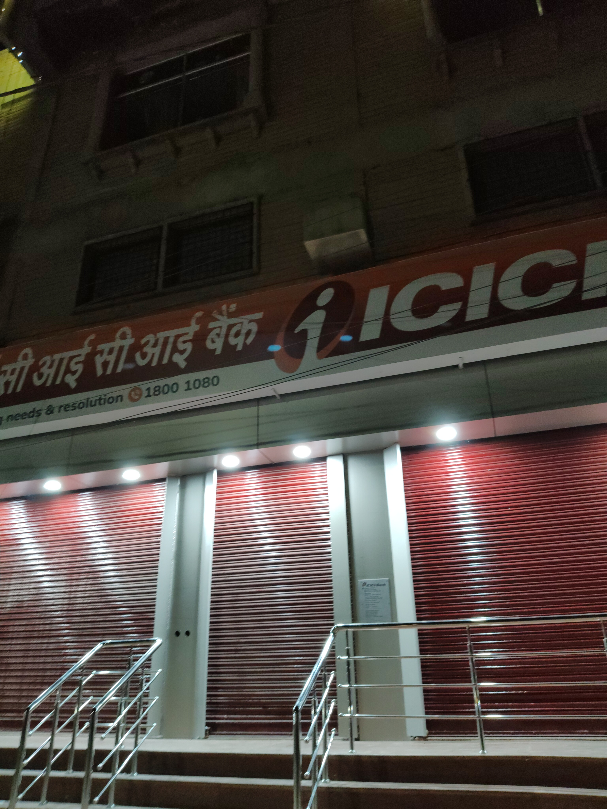 सी आई सी आई बैंक
i ICICI
needs & resolution 1800 1080